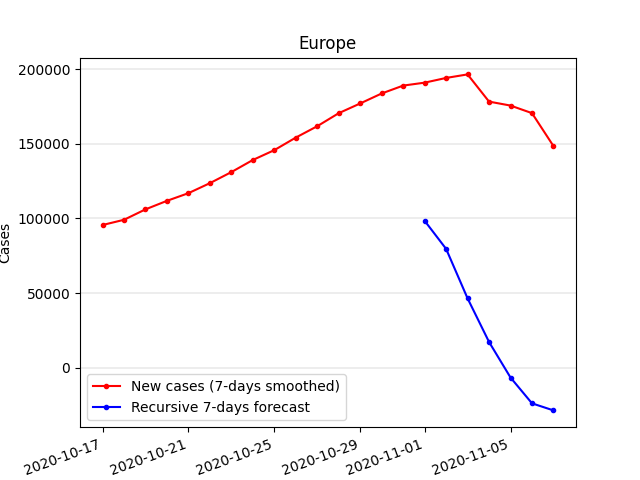 Europe
200000
150000
100000
50000
0
Cases
New cases (7-days smoothed)
Recursive 7-days forecast
2020-10-17
2020-10-21
2020-10-25
2020-10-29
2020-11-01
2020-11-05